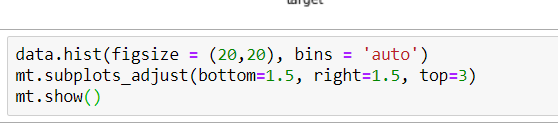 target
data.hist(figsize = (20,20), bins = 'auto')
mt.subplots_adjust(bottom=1.5, right=1.5, top=3)
mt.show()